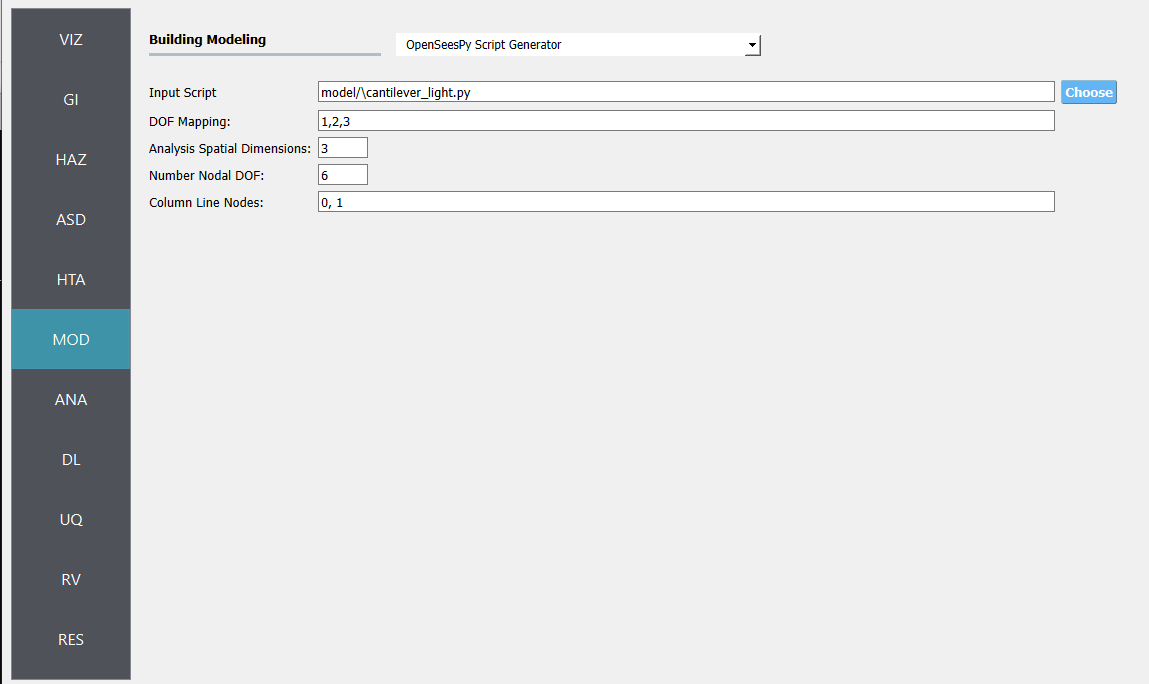 VIZ
GI
HAZ
ASD
HTA
MOD
ANA
DL
UQ
RV
RES
Building Modeling
OpenSeesPy Script Generator
Input Script
model/\cantilever_light.py
Choose
DOF Mapping:
1,2,3
Analysis Spatial Dimensions:
3
Number Nodal DOF:
6
Column Line Nodes:
0, 1